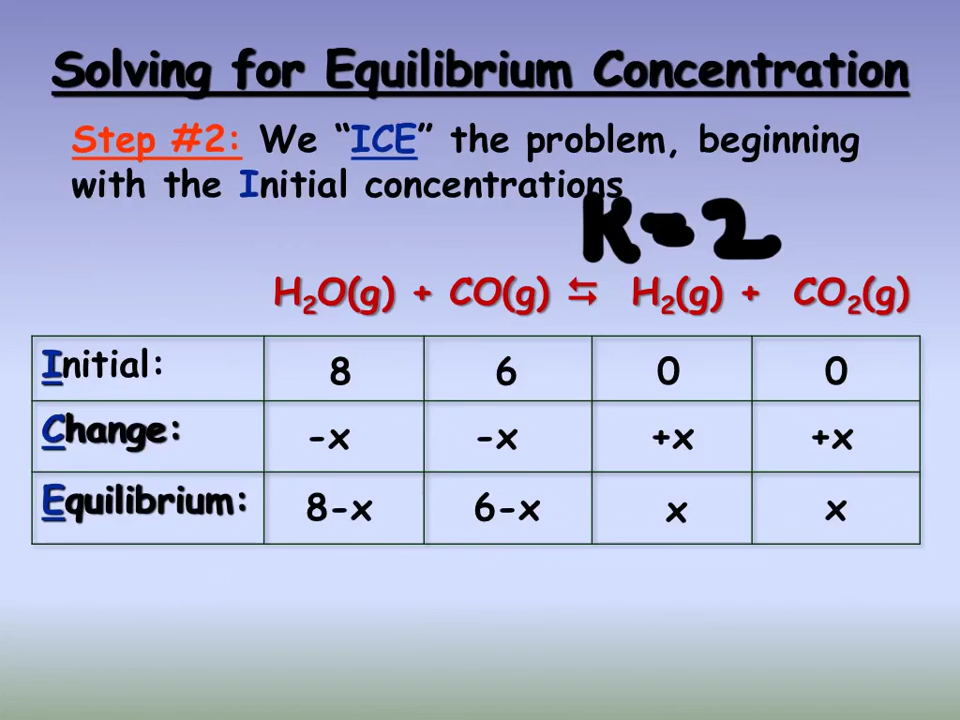 Solving for Equilibrium Concentration
Step #2: We “ICE” the problem, beginning
with the Initial concentrations
K=2
H₂O(g) + CO(g) ⇆ H₂(g) + CO₂(g)
Initial: 8 6 0 0
Change: -x -x +x +x
Equilibrium: 8-x 6-x x x